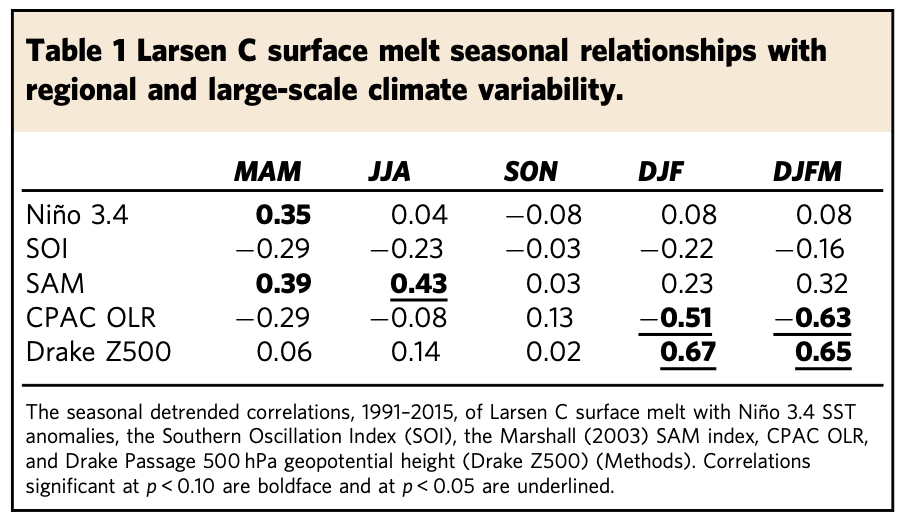 Table 1 Larsen C surface melt seasonal relationships with
regional and large-scale climate variability.
MAM JJA SON DJF DJFM
Niño 3.4 0.35 0.04 −0.08 0.08 0.08
SOI −0.29 −0.23 −0.03 −0.22 −0.16
SAM 0.39 0.43 0.03 0.23 0.32
CPAC OLR −0.29 −0.08 0.13 −0.51 −0.63
Drake Z500 0.06 0.14 0.02 0.67 0.65
The seasonal detrended correlations, 1991–2015, of Larsen C surface melt with Niño 3.4 SST
anomalies, the Southern Oscillation Index (SOI), the Marshall (2003) SAM index, CPAC OLR,
and Drake Passage 500 hPa geopotential height (Drake Z500) (Methods). Correlations
significant at p < 0.10 are boldface and at p < 0.05 are underlined.